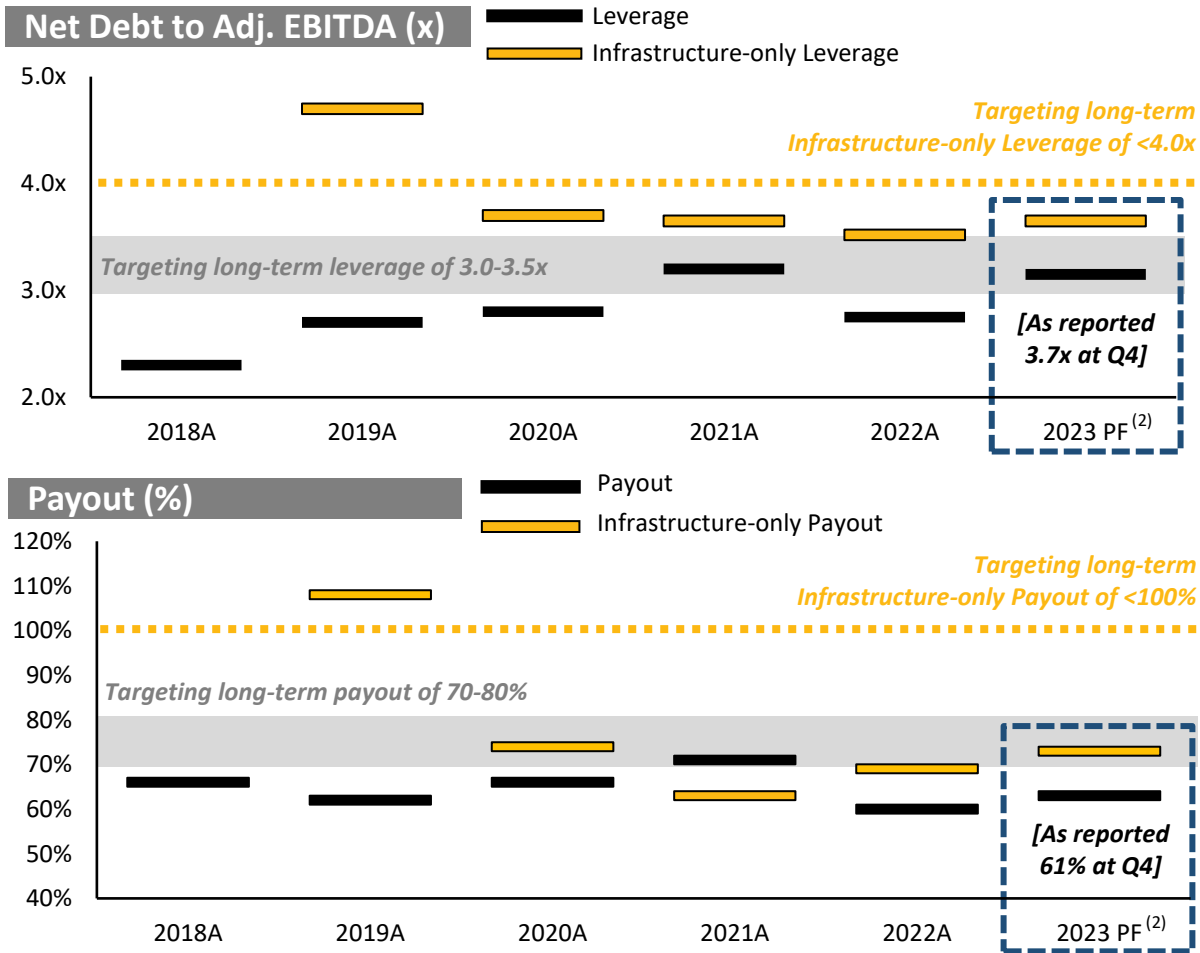 Net Debt to Adj. EBITDA (x)
Leverage
Infrastructure-only Leverage
5.0x
4.0x
3.0x
2.0x
Targeting long-term
Infrastructure-only Leverage of <4.0x
Targeting long-term leverage of 3.0-3.5x
[As reported
3.7x at Q4]
2018A
2019A
2020A
2021A
2022A
2023 PF (2)
Payout (%)
Payout
Infrastructure-only Payout
120%
110%
100%
90%
80%
70%
60%
50%
40%
Targeting long-term
Infrastructure-only Payout of <100%
Targeting long-term payout of 70-80%
[As reported
61% at Q4]
2018A
2019A
2020A
2021A
2022A
2023 PF (2)